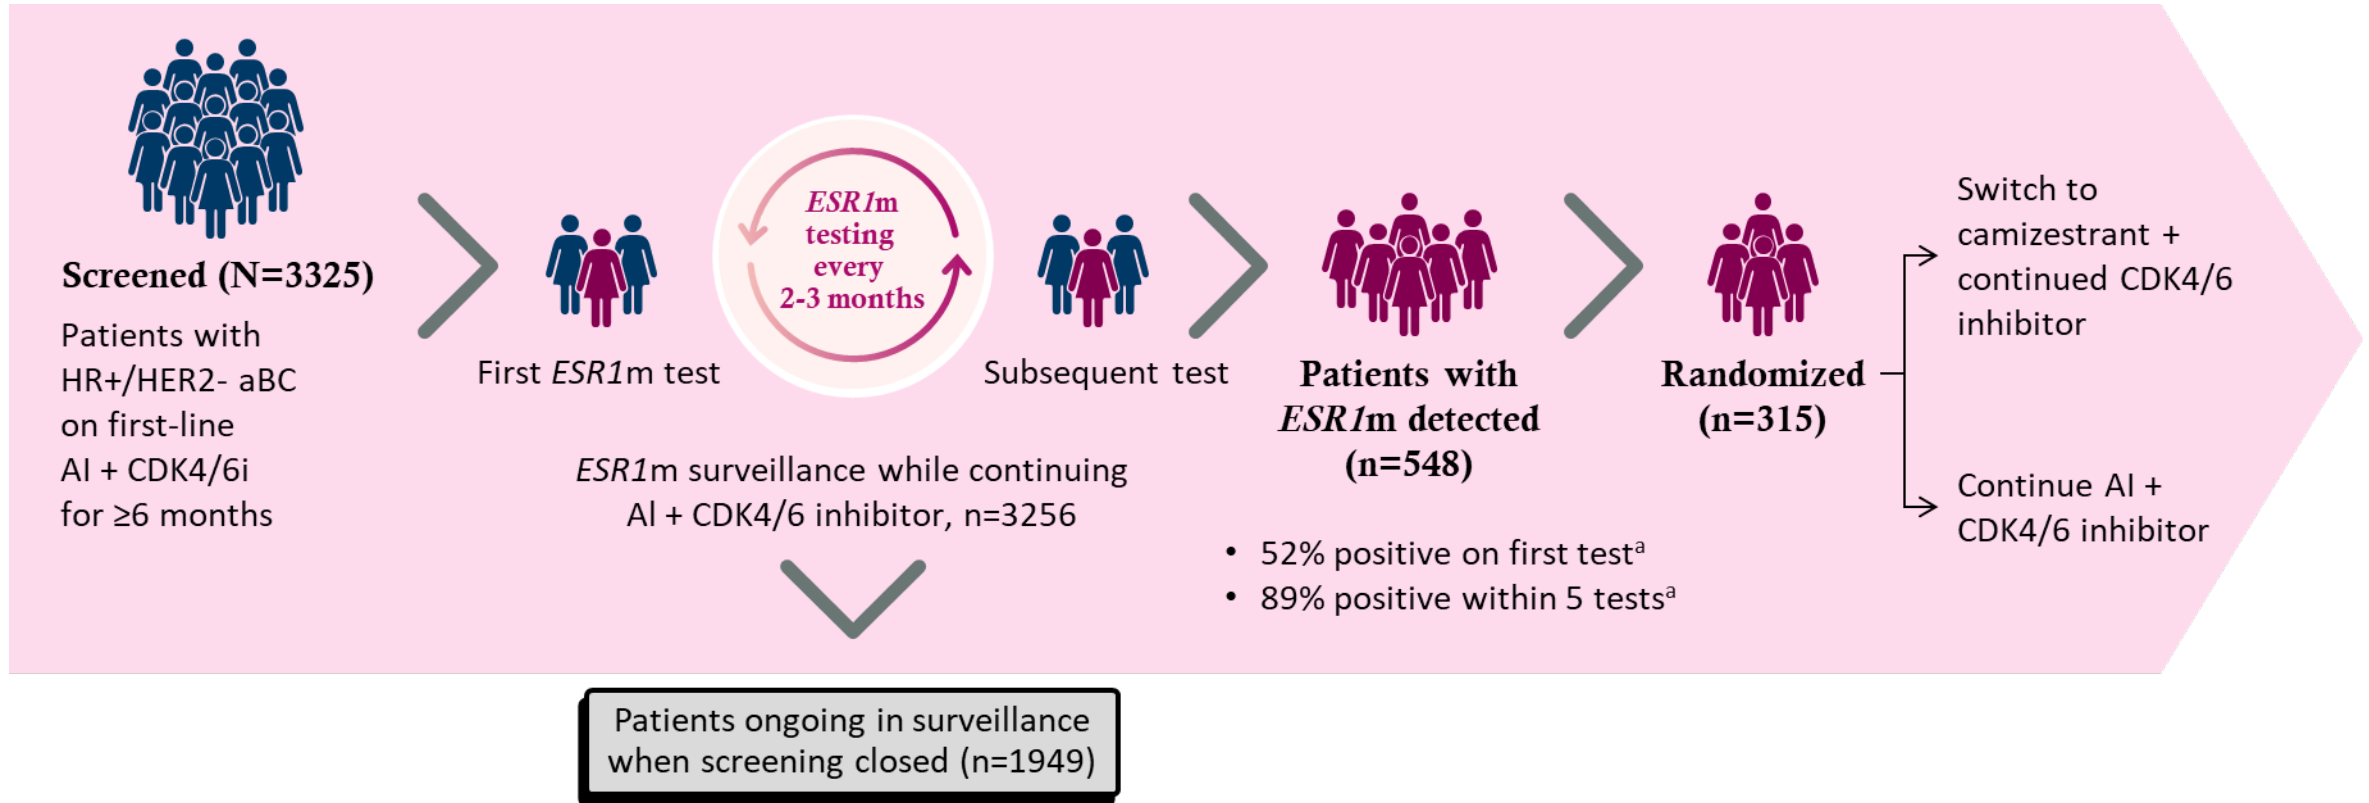 Screened (N=3325)
Patients with
HR+/HER2- aBC
on first-line
AI + CDK4/6i
for ≥6 months
First ESR1m test
ESR1m
testing
every
2-3 months
Subsequent test
ESR1m surveillance while continuing
Al + CDK4/6 inhibitor, n=3256
Patients ongoing in surveillance
when screening closed (n=1949)
Patients with
ESR1m detected
(n=548)
• 52% positive on first testᵃ
• 89% positive within 5 testsᵃ
Randomized
(n=315)
Switch to
camizestrant +
continued CDK4/6
inhibitor
Continue AI +
CDK4/6 inhibitor